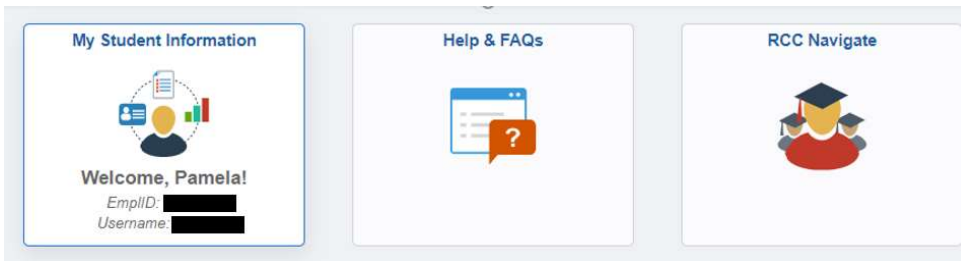 My Student Information
Welcome, Pamela!
EmplID:
Username:
Help & FAQs
?
RCC Navigate